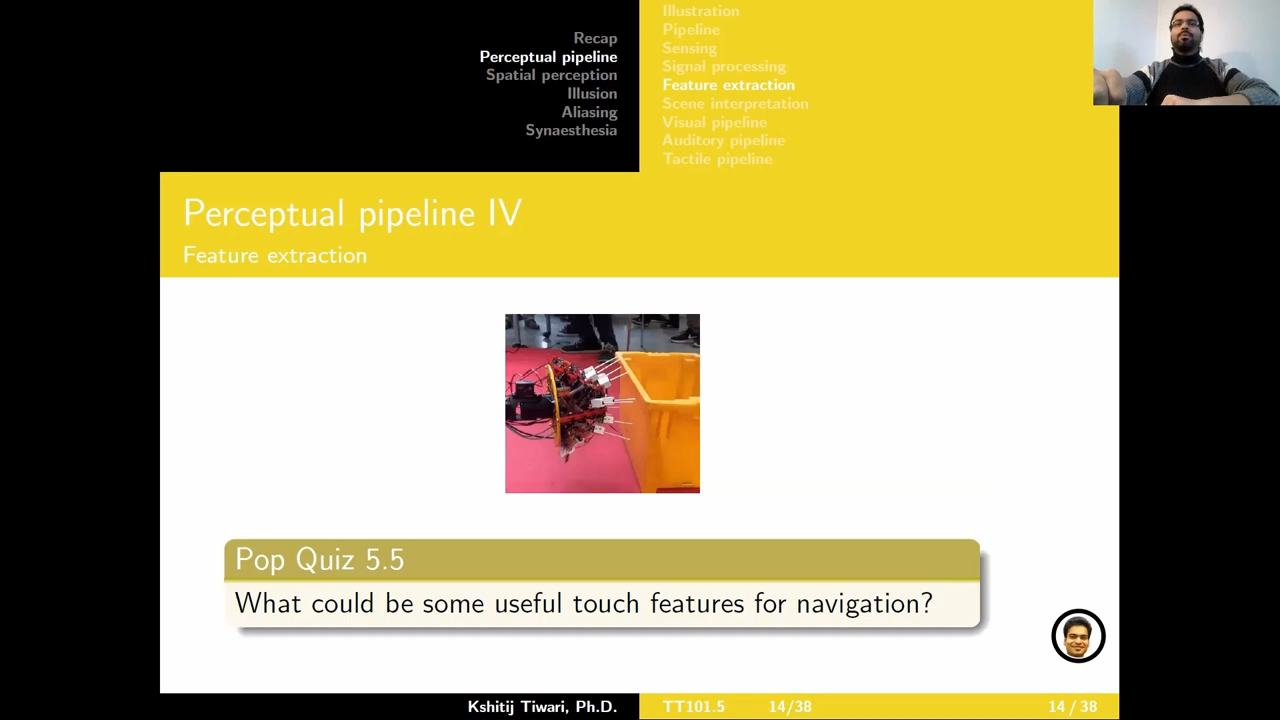 Recap
Perceptual pipeline
Spatial perception
Illusion
Aliasing
Synaesthesia
Illustration
Pipeline
Sensing
Signal processing
Feature extraction
Scene interpretation
Visual pipeline
Auditory pipeline
Tactile pipeline
Perceptual pipeline IV
Feature extraction
Pop Quiz 5.5
What could be some useful touch features for navigation?
Kshitij Tiwari, Ph.D.
TT101.5 14/38
14 / 38